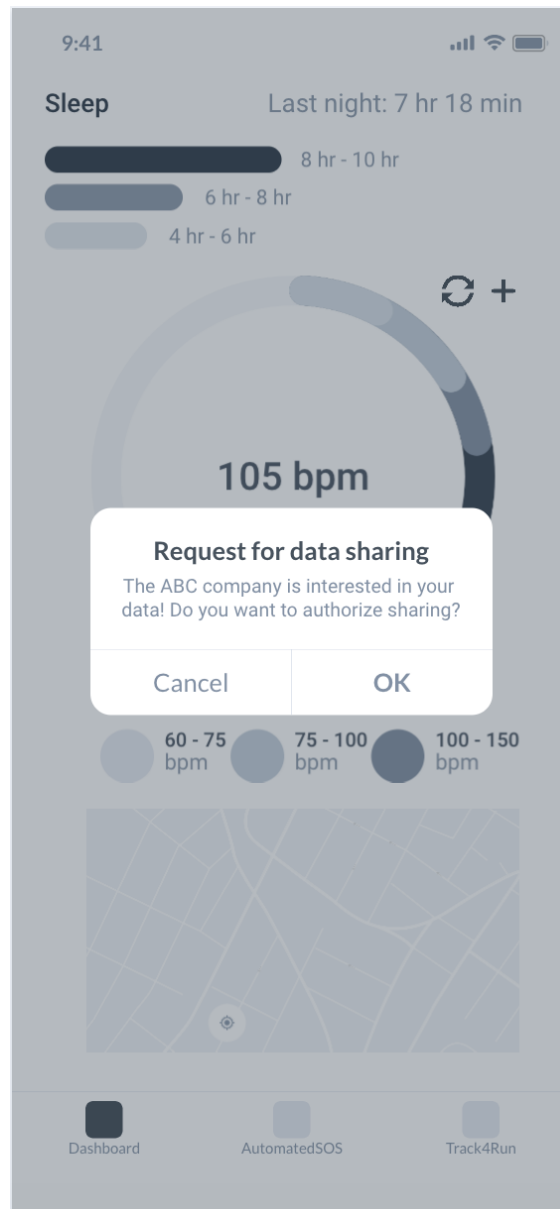 9:41
Sleep
Last night: 7 hr 18 min
8 hr - 10 hr
6 hr - 8 hr
4 hr - 6 hr
105 bpm
Request for data sharing
The ABC company is interested in your
data! Do you want to authorize sharing?
Cancel
OK
60 - 75
bpm
75 - 100
bpm
100 - 150
bpm
Dashboard
AutomatedSOS
Track4Run